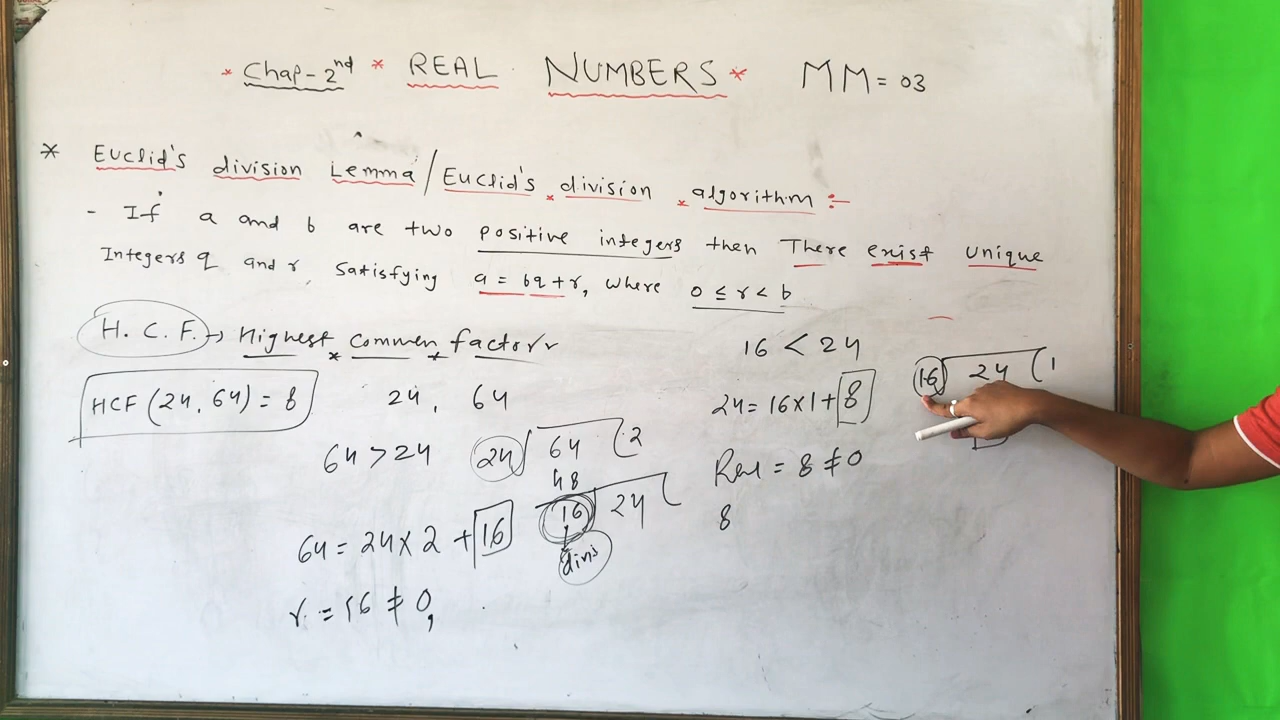 * Chap-2nd * REAL NUMBERS * MM = 03
* Euclid's division Lemma / Euclid's division algorithm :-
- If a and b are two positive integers then There exist unique
Integers q and r satisfying a = bq + r, where 0 ≤ r < b
H. C. F. → Highest Commen factorr
HCF (24, 64) = 8
24, 64
64 > 24
24) 64 (2
48
16) 24 (
divs
64 = 24 × 2 + 16
r = 16 ≠ 0,
16 < 24
24 = 16 × 1 + 8
16) 24 (1
Rem = 8 ≠ 0
8